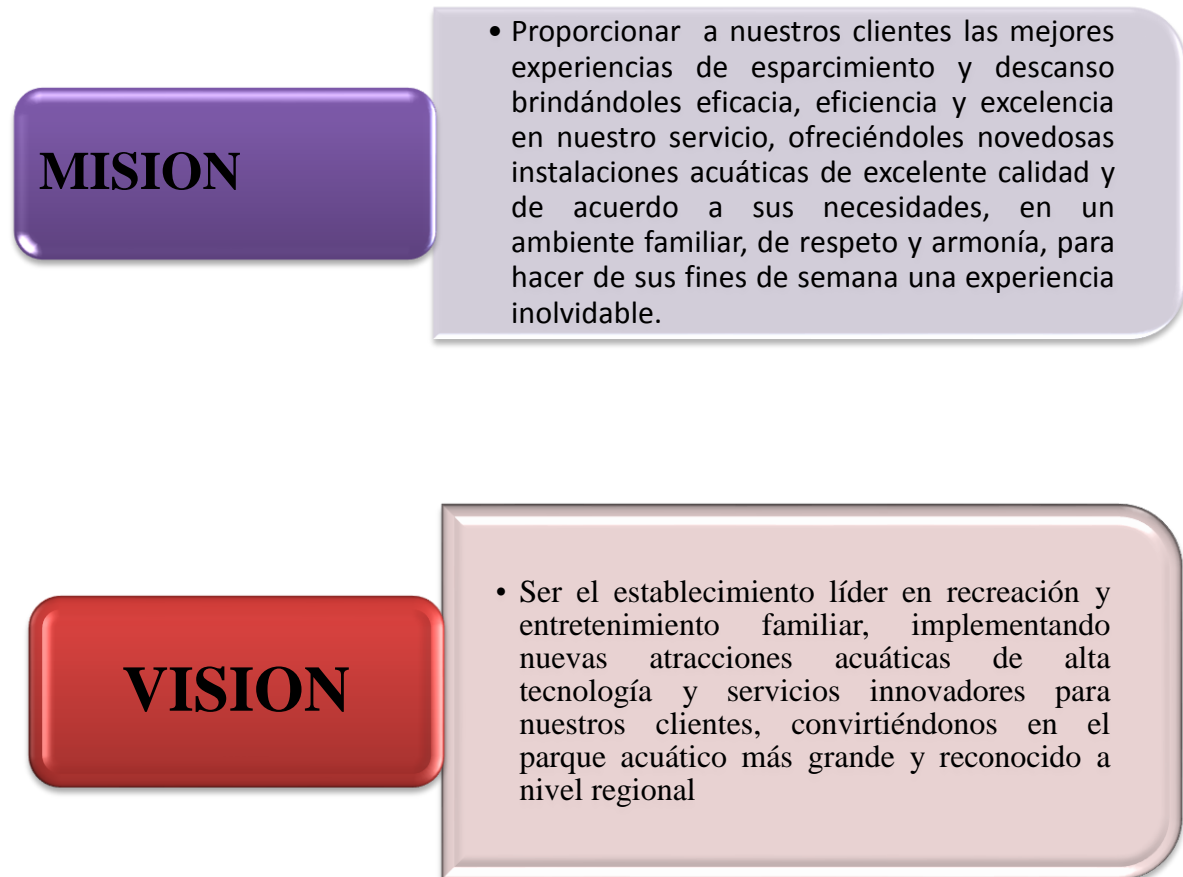 MISION
• Proporcionar a nuestros clientes las mejores
experiencias de esparcimiento y descanso
brindándoles eficacia, eficiencia y excelencia
en nuestro servicio, ofreciéndoles novedosas
instalaciones acuáticas de excelente calidad y
de acuerdo a sus necesidades, en un
ambiente familiar, de respeto y armonía, para
hacer de sus fines de semana una experiencia
inolvidable.
VISION
• Ser el establecimiento líder en recreación y
entretenimiento familiar, implementando
nuevas atracciones acuáticas de alta
tecnología y servicios innovadores para
nuestros clientes, convirtiéndonos en el
parque acuático más grande y reconocido a
nivel regional